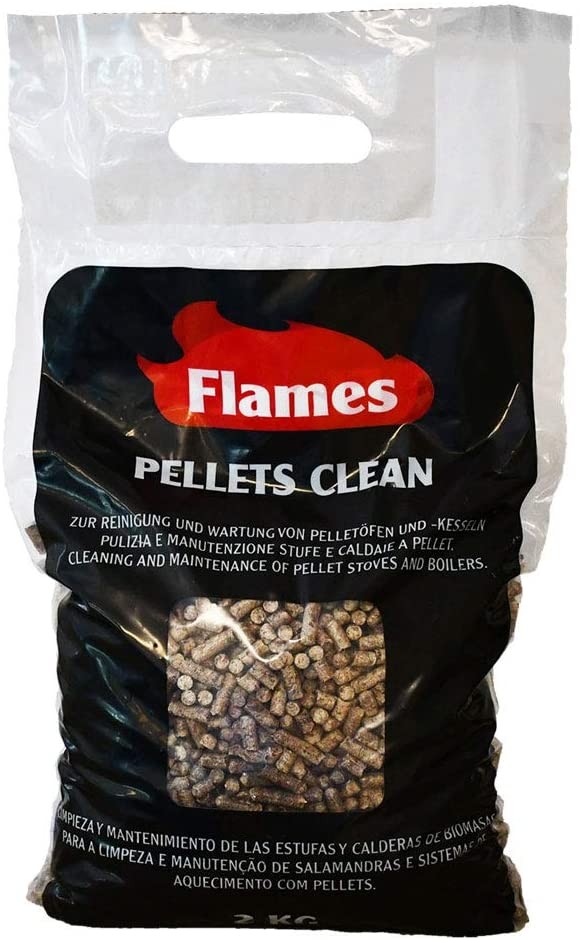 Flames
PELLETS CLEAN
ZUR REINIGUNG UND WARTUNG VON PELLETÖFEN UND -KESSELN
PULIZIA E MANUTENZIONE STUFE E CALDAIE A PELLET.
CLEANING AND MAINTENANCE OF PELLET STOVES AND BOILERS.
LIMPIEZA Y MANTENIMIENTO DE LAS ESTUFAS Y CALDERAS DE BIOMASAS
PARA A LIMPEZA E MANUTENÇÃO DE SALAMANDRAS E SISTEMAS DE
AQUECIMENTO COM PELLETS.
2 KG